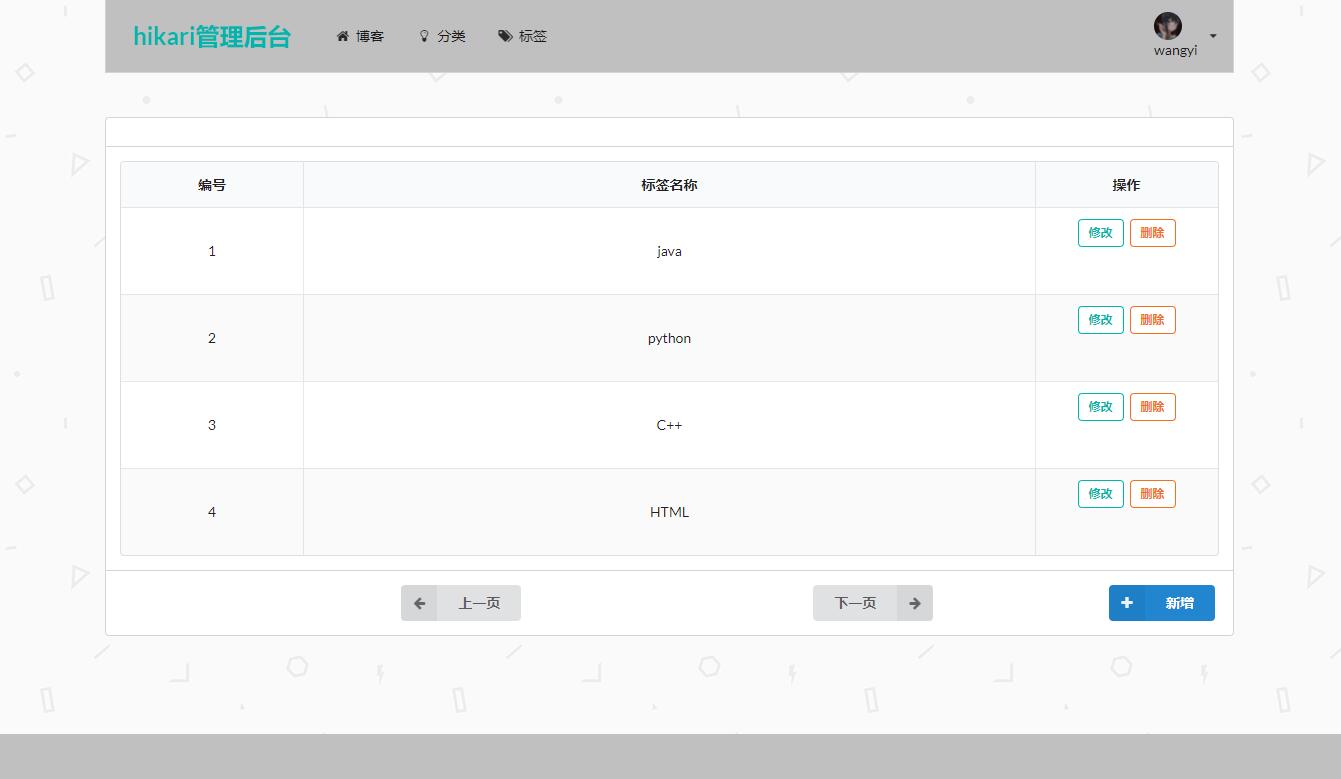 hikari管理后台 博客 分类 标签
wangyi
编号 标签名称 操作
1 java 修改 删除
2 python 修改 删除
3 C++ 修改 删除
4 HTML 修改 删除
上一页 下一页 新增